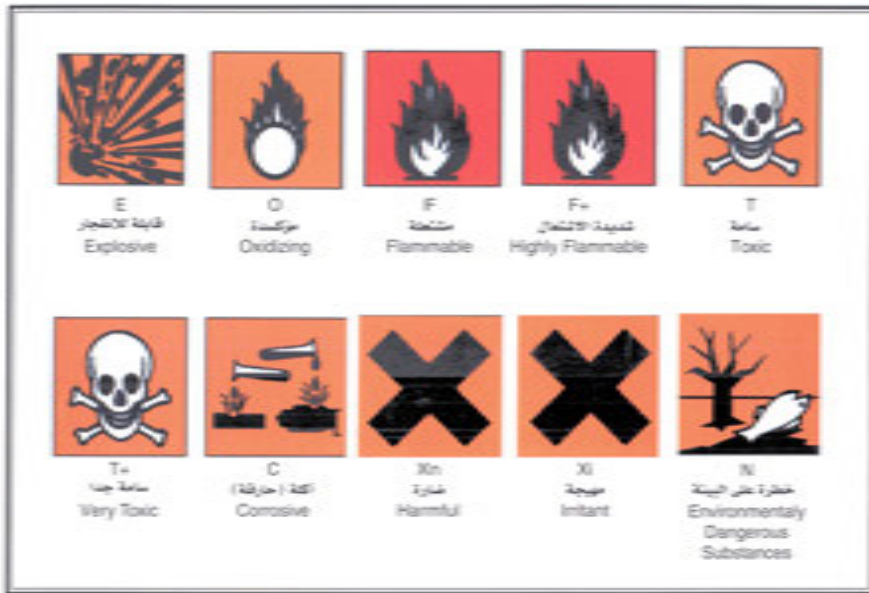 E
قابلة للانفجار
Explosive
O
مؤكسدة
Oxidizing
F
مشتعلة
Flammable
F+
شديدة الاشتعال
Highly Flammable
T
سامة
Toxic
T+
سامة جدا
Very Toxic
C
أكالة (حارقة)
Corrosive
Xn
ضارة
Harmful
Xi
مهيجة
Irritant
N
خطرة على البيئة
Environmentaly
Dangerous
Substances